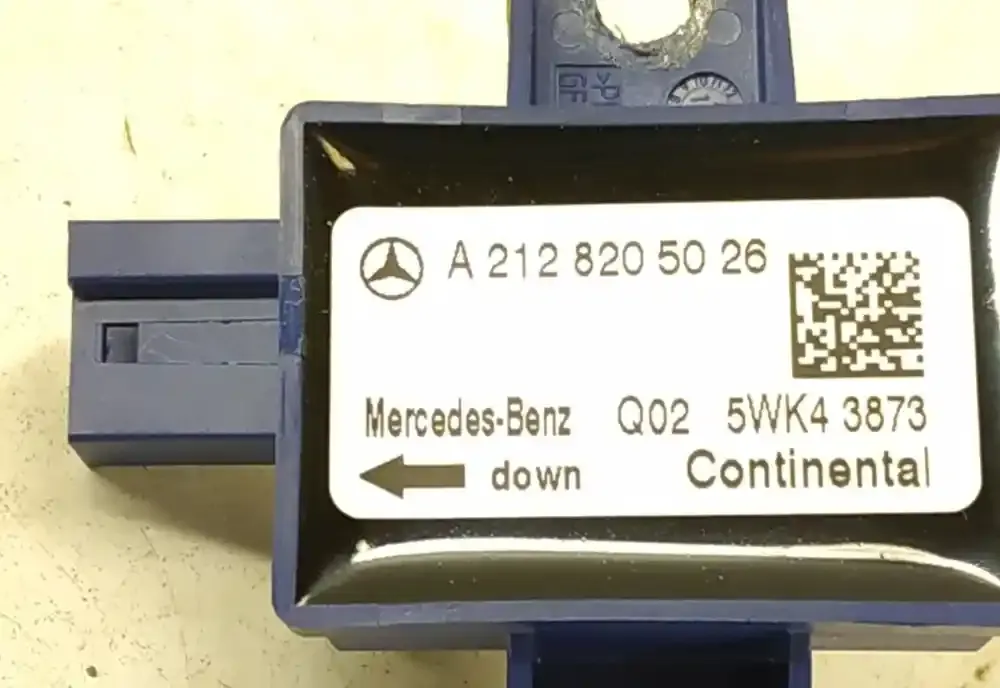 A 212 820 50 26
Mercedes-Benz Q02 5WK4 3873
down Continental